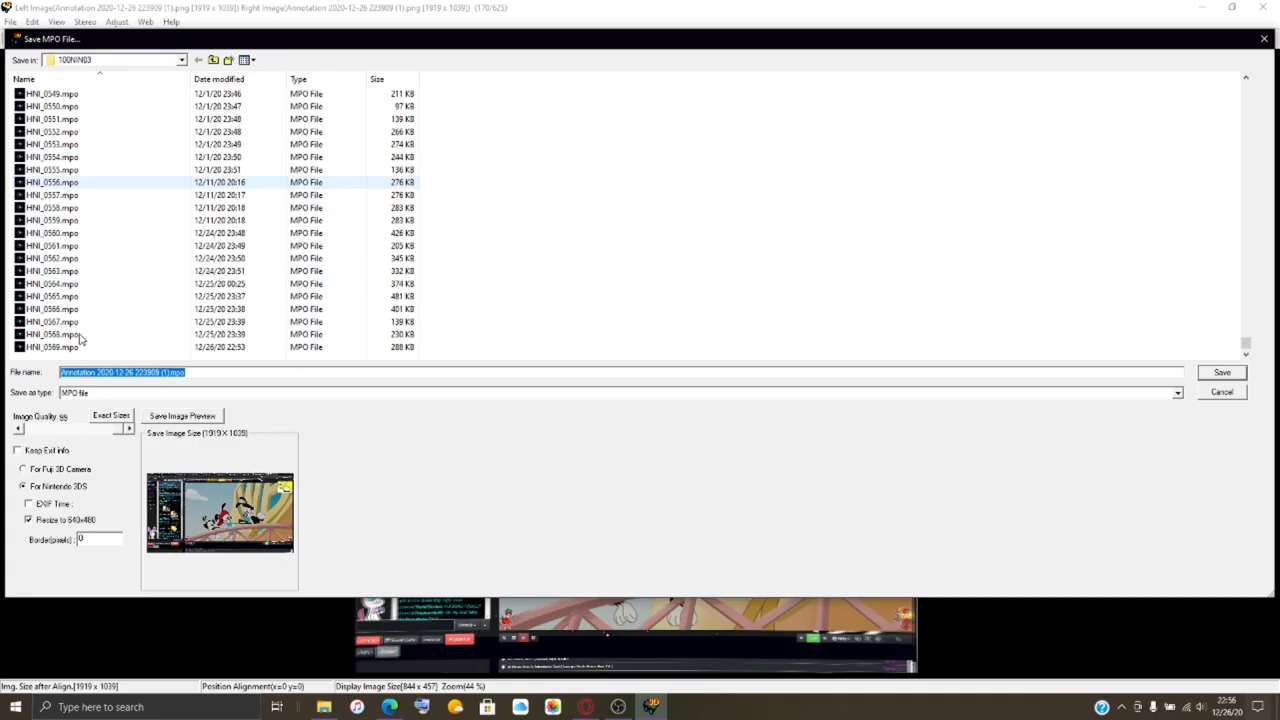 Left Image(Annotation 2020-12-26 223909 (1).png [1919 x 1039]) Right Image(Annotation 2020-12-26 223909 (1).png [1919 x 1039]) (170/625)
File Edit View Stereo Adjust Web Help
Save MPO File...
Save in: 100NIN03
Name Date modified Type Size
HNI_0549.mpo 12/1/20 23:46 MPO File 211 KB
HNI_0550.mpo 12/1/20 23:47 MPO File 97 KB
HNI_0551.mpo 12/1/20 23:48 MPO File 139 KB
HNI_0552.mpo 12/1/20 23:48 MPO File 266 KB
HNI_0553.mpo 12/1/20 23:49 MPO File 274 KB
HNI_0554.mpo 12/1/20 23:50 MPO File 244 KB
HNI_0555.mpo 12/1/20 23:51 MPO File 136 KB
HNI_0556.mpo 12/11/20 20:16 MPO File 276 KB
HNI_0557.mpo 12/11/20 20:17 MPO File 276 KB
HNI_0558.mpo 12/11/20 20:18 MPO File 283 KB
HNI_0559.mpo 12/11/20 20:18 MPO File 283 KB
HNI_0560.mpo 12/24/20 23:48 MPO File 426 KB
HNI_0561.mpo 12/24/20 23:49 MPO File 205 KB
HNI_0562.mpo 12/24/20 23:50 MPO File 345 KB
HNI_0563.mpo 12/24/20 23:51 MPO File 332 KB
HNI_0564.mpo 12/25/20 00:25 MPO File 374 KB
HNI_0565.mpo 12/25/20 23:37 MPO File 481 KB
HNI_0566.mpo 12/25/20 23:38 MPO File 401 KB
HNI_0567.mpo 12/25/20 23:39 MPO File 139 KB
HNI_0568.mpo 12/25/20 23:39 MPO File 230 KB
HNI_0569.mpo 12/26/20 22:53 MPO File 288 KB
File name: Annotation 2020-12-26 223909 (1).mpo Save
Save as type: MPO file Cancel
Image Quality: 99 Exact Sizes Save Image Preview
Save Image Size (1919×1039)
Keep Exif info.
For Fuji 3D Camera
For Nintendo 3DS
EXIF Time :
Resize to 640x480
Border(pixels) : 0
Img. Size after Align.[1919 x 1039] Position Alignment(x=0 y=0) Display Image Size[844 x 457] Zoom(44 %)
Type here to search
22:56
12/26/20